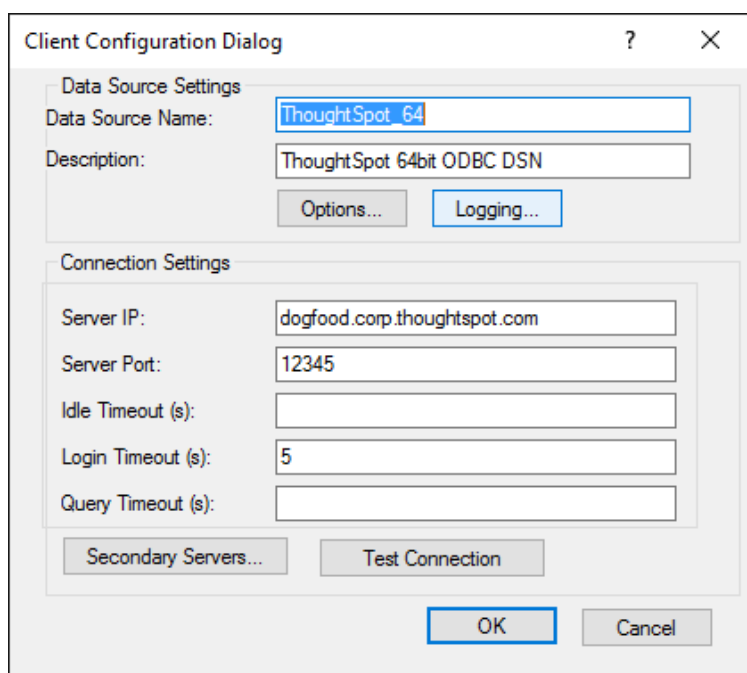 Client Configuration Dialog ?
Data Source Settings
Data Source Name: ThoughtSpot_64
Description: ThoughtSpot 64bit ODBC DSN
Options... Logging...
Connection Settings
Server IP: dogfood.corp.thoughtspot.com
Server Port: 12345
Idle Timeout (s):
Login Timeout (s): 5
Query Timeout (s):
Secondary Servers... Test Connection
OK Cancel